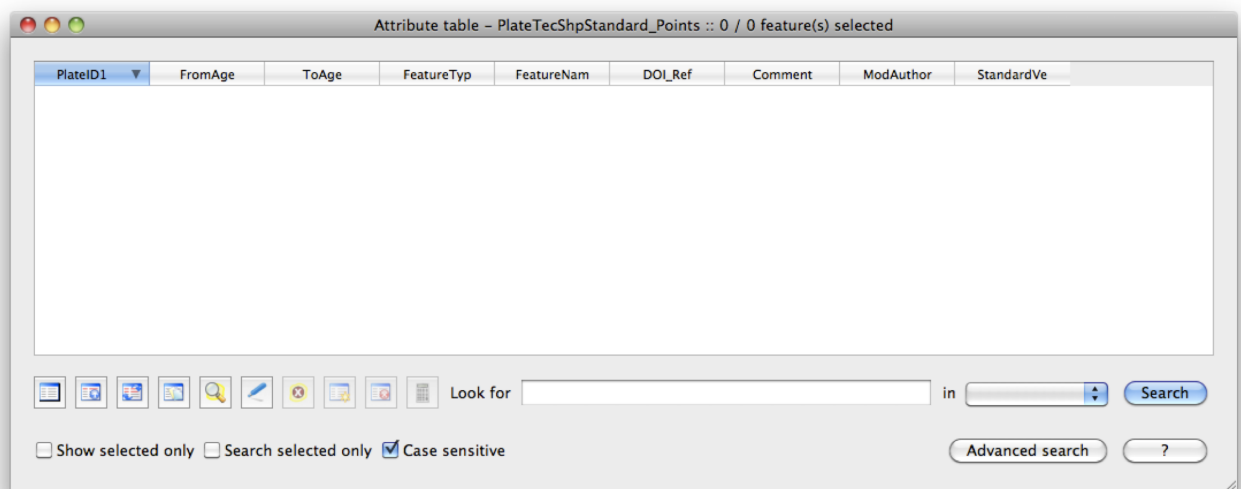 Attribute table – PlateTecShpStandard_Points :: 0 / 0 feature(s) selected
PlateID1 FromAge ToAge FeatureTyp FeatureNam DOI_Ref Comment ModAuthor StandardVe
Look for in Search
Show selected only Search selected only Case sensitive Advanced search ?